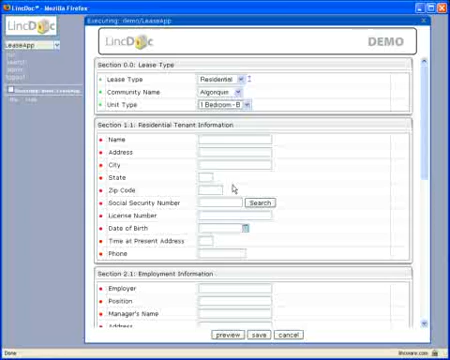 LincDoc™ - Mozilla Firefox
Executing: demo/LeaseApp
LincDoc
LincDoc
DEMO
LeaseApp
Section 0.0: Lease Type
Lease Type Residential
Community Name Algonquin
Unit Type 1 Bedroom - B
Section 1.1: Residential Tenant Information
Name
Address
City
State
Zip Code
Social Security Number Search
License Number
Date of Birth
Time at Present Address
Phone
Section 2.1: Employment Information
Employer
Position
Manager's Name
Address
preview save cancel
Done